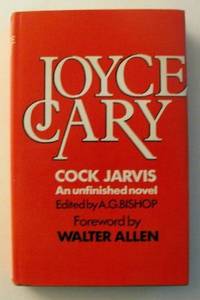 JOYCE
CARY
COCK JARVIS
An unfinished novel
Edited by A.G.BISHOP
Foreword by
WALTER ALLEN